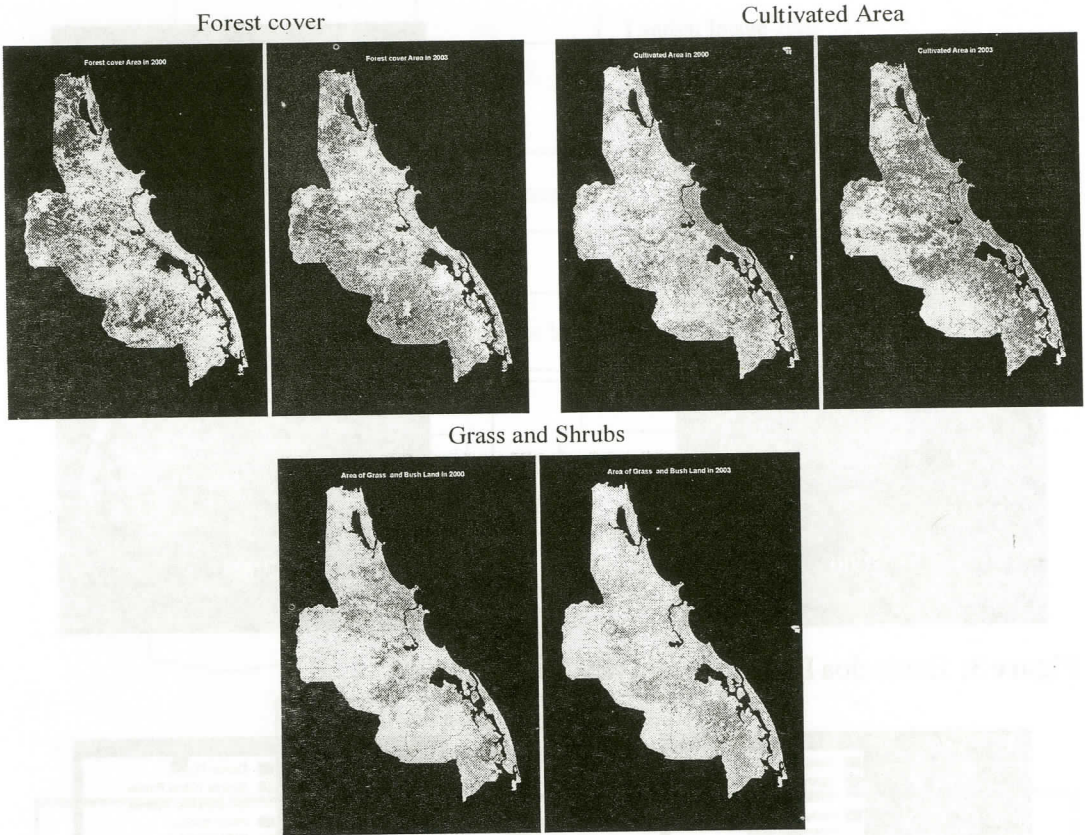 Forest cover
Cultivated Area
Forest cover Area in 2000
Forest cover Area in 2003
Cultivated Area in 2000
Cultivated Area in 2003
Grass and Shrubs
Area of Grass and Bush Land in 2000
Area of Grass and Bush Land in 2003